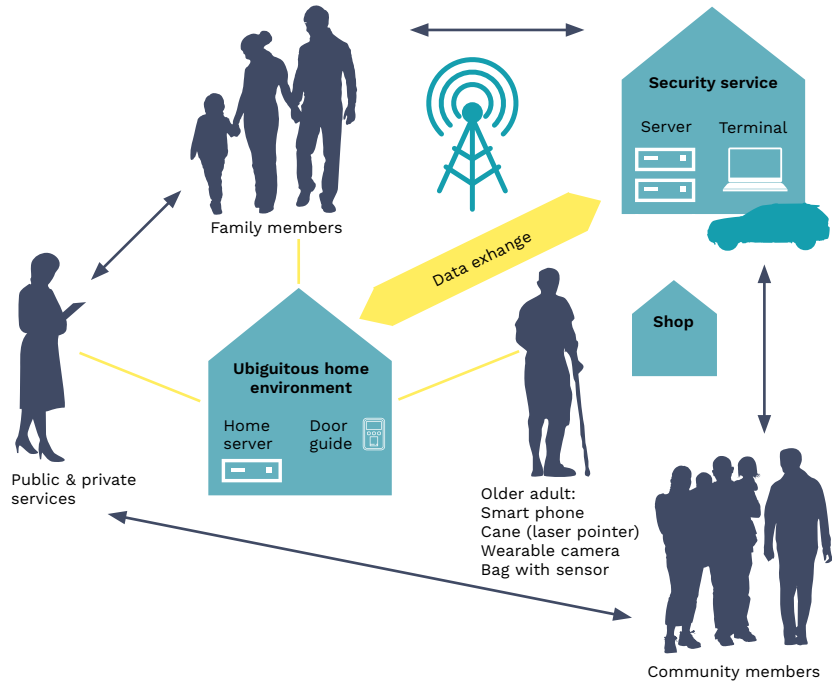 Security service
Server
Terminal
Family members
Data exhange
Shop
Ubiguitous home
environment
Home
server
Door
guide
Public & private
services
Older adult:
Smart phone
Cane (laser pointer)
Wearable camera
Bag with sensor
Community members